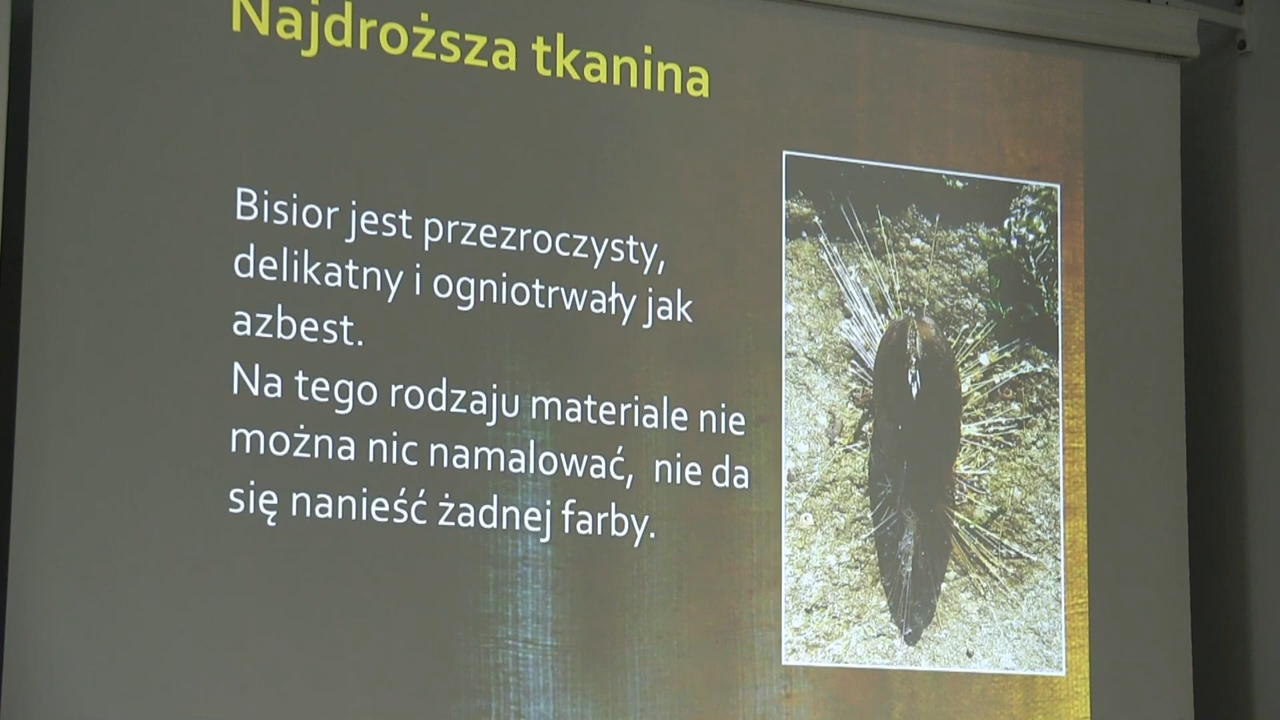 Najdroższa tkanina
Bisior jest przezroczysty,
delikatny i ogniotrwały jak
azbest.
Na tego rodzaju materiale nie
można nic namalować, nie da
się nanieść żadnej farby.